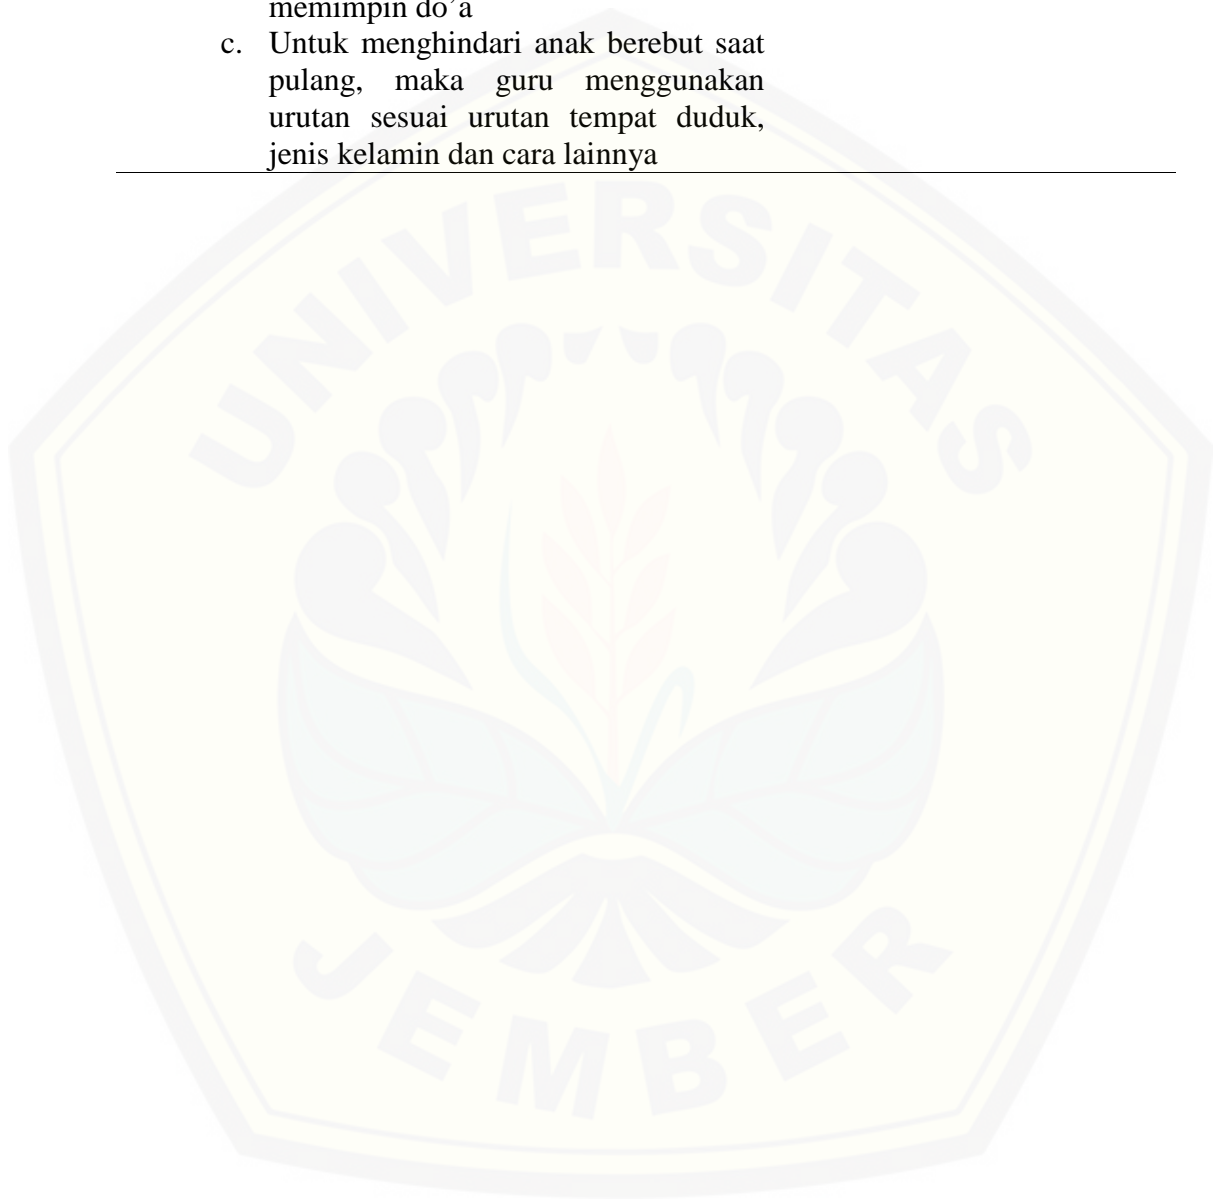 memimpin do’a
c. Untuk menghindari anak berebut saat
pulang, maka guru menggunakan
urutan sesuai urutan tempat duduk,
jenis kelamin dan cara lainnya
UNIVERSITAS
JEMBER